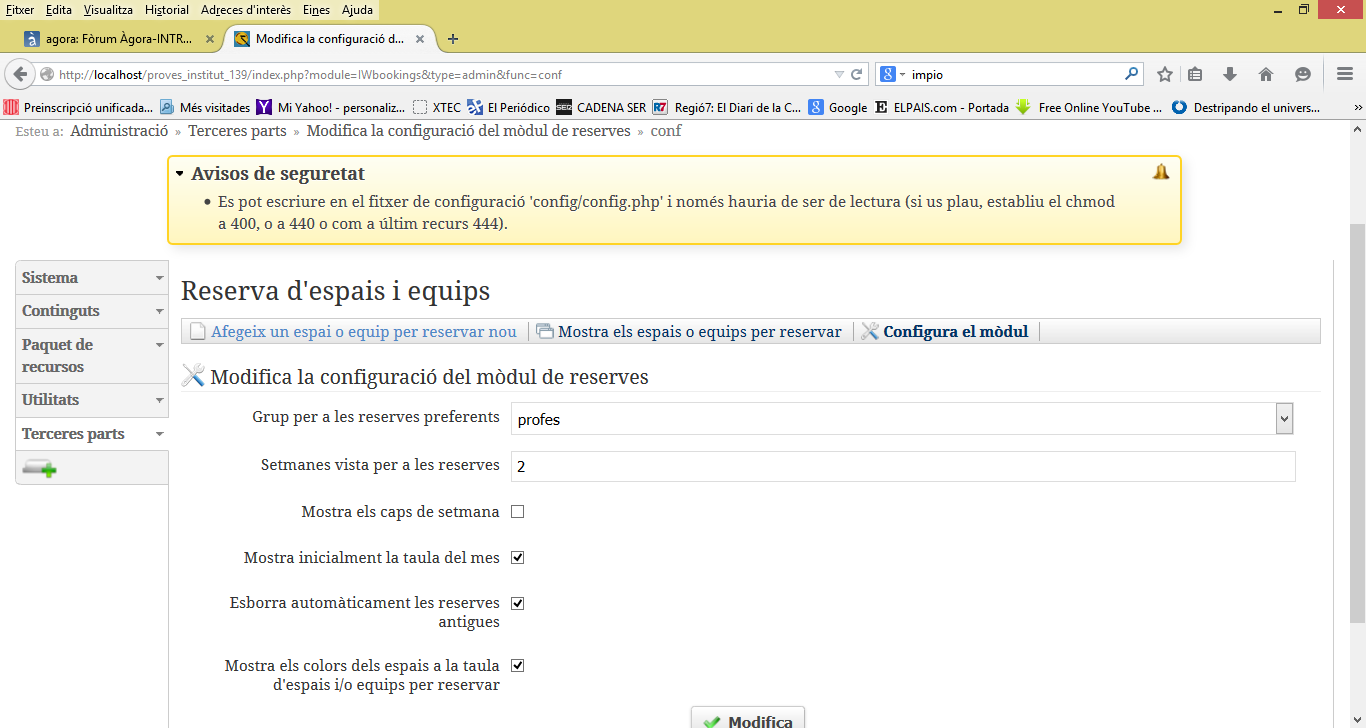 Fitxer Edita Visualitza Historial Adreces d'interès Eines Ajuda
agora: Fòrum Àgora-INTR... Modifica la configuració d...
http://localhost/proves_institut_139/index.php?module=IWbookings&type=admin&func=conf impio
Preinscripció unificada... Més visitades Mi Yahoo! - personaliz... XTEC El Periódico CADENA SER Regió7: El Diari de la C... Google ELPAIS.com - Portada Free Online YouTube ... Destripando el univers... »
Esteu a: Administració » Terceres parts » Modifica la configuració del mòdul de reserves » conf
Avisos de seguretat
Es pot escriure en el fitxer de configuració 'config/config.php' i només hauria de ser de lectura (si us plau, establiu el chmod
a 400, o a 440 o com a últim recurs 444).
Sistema
Continguts
Paquet de
recursos
Utilitats
Terceres parts
Reserva d'espais i equips
Afegeix un espai o equip per reservar nou Mostra els espais o equips per reservar Configura el mòdul
Modifica la configuració del mòdul de reserves
Grup per a les reserves preferents profes
Setmanes vista per a les reserves 2
Mostra els caps de setmana
Mostra inicialment la taula del mes
Esborra automàticament les reserves
antigues
Mostra els colors dels espais a la taula
d'espais i/o equips per reservar
Modifica